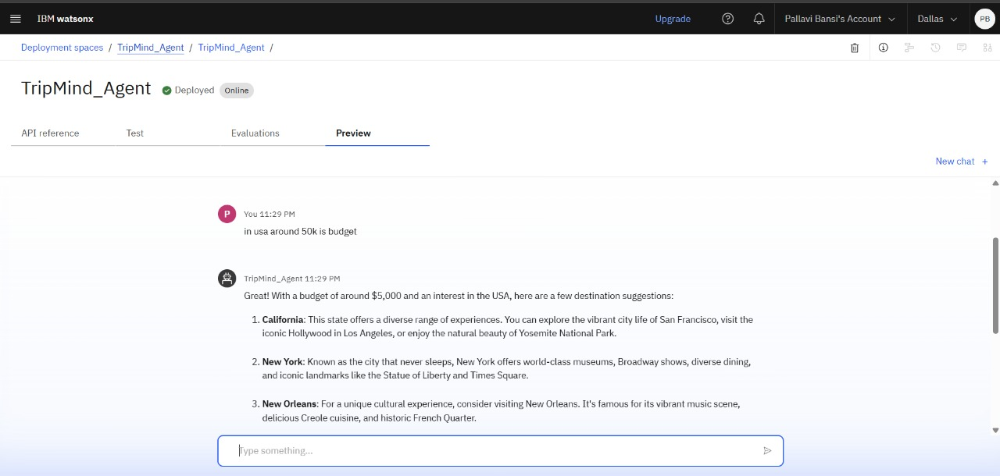 IBM watsonx
Upgrade
Pallavi Bansi's Account
Dallas
PB
Deployment spaces / TripMind_Agent / TripMind_Agent /
TripMind_Agent
Deployed
Online
API reference
Test
Evaluations
Preview
New chat +
P
You 11:29 PM
in usa around 50k is budget
TripMind_Agent 11:29 PM
Great! With a budget of around $5,000 and an interest in the USA, here are a few destination suggestions:
1. California: This state offers a diverse range of experiences. You can explore the vibrant city life of San Francisco, visit the
iconic Hollywood in Los Angeles, or enjoy the natural beauty of Yosemite National Park.
2. New York: Known as the city that never sleeps, New York offers world-class museums, Broadway shows, diverse dining,
and iconic landmarks like the Statue of Liberty and Times Square.
3. New Orleans: For a unique cultural experience, consider visiting New Orleans. It's famous for its vibrant music scene,
delicious Creole cuisine, and historic French Quarter.
Type something...